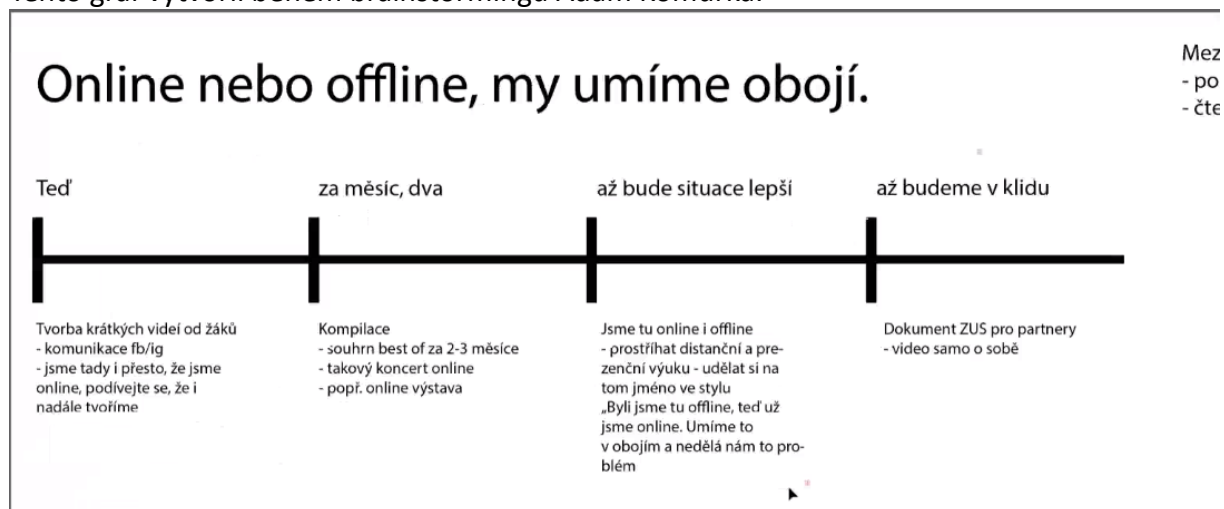 Tento graf vytvořil během brainstormingu Adam
Online nebo offline, my umíme obojí.
Mez
- po
- čte
Teď
za měsíc, dva
až bude situace lepší
až budeme v klidu
Tvorba krátkých videí od žáků
- komunikace fb/ig
- jsme tady i přesto, že jsme
online, podívejte se, že i
nadále tvoříme
Kompilace
- souhrn best of za 2-3 měsíce
- takový koncert online
- popř. online výstava
Jsme tu online i offline
- prostříhat distanční a pre-
zenční výuku - udělat si na
tom jméno ve stylu
„Byli jsme tu offline, teď už
jsme online. Umíme to
v obojím a nedělá nám to pro-
blém
Dokument ZUS pro partnery
- video samo o sobě